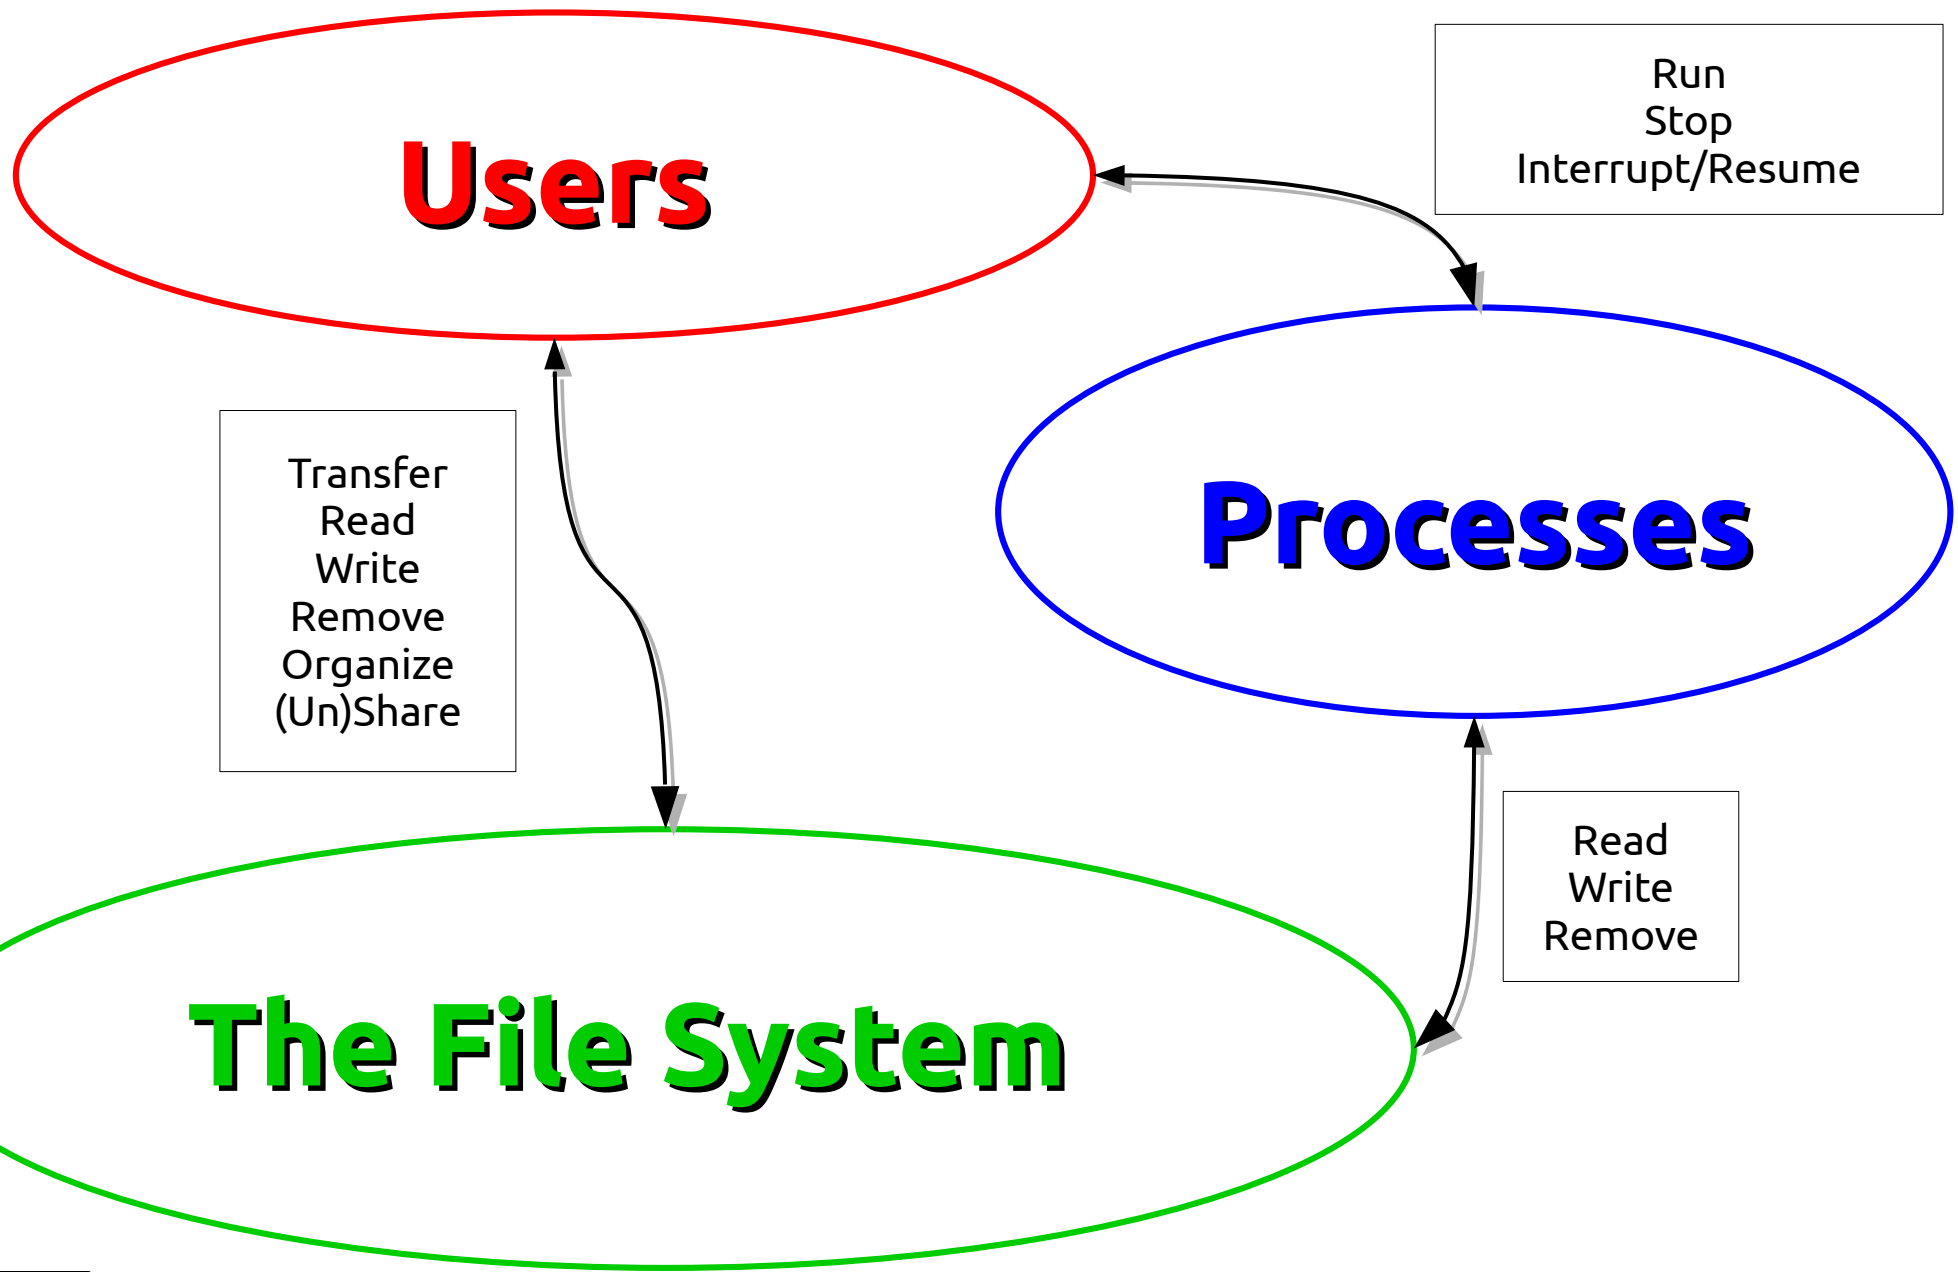 Users
Run
Stop
Interrupt/Resume
Processes
Transfer
Read
Write
Remove
Organize
(Un)Share
Read
Write
Remove
The File System